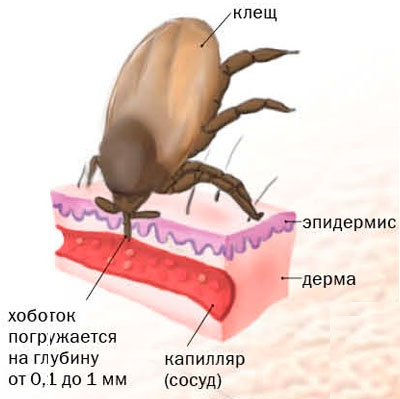 клещ
эпидермис
дерма
хоботок
погружается
на глубину
от 0,1 до 1 мм
капилляр
(сосуд)